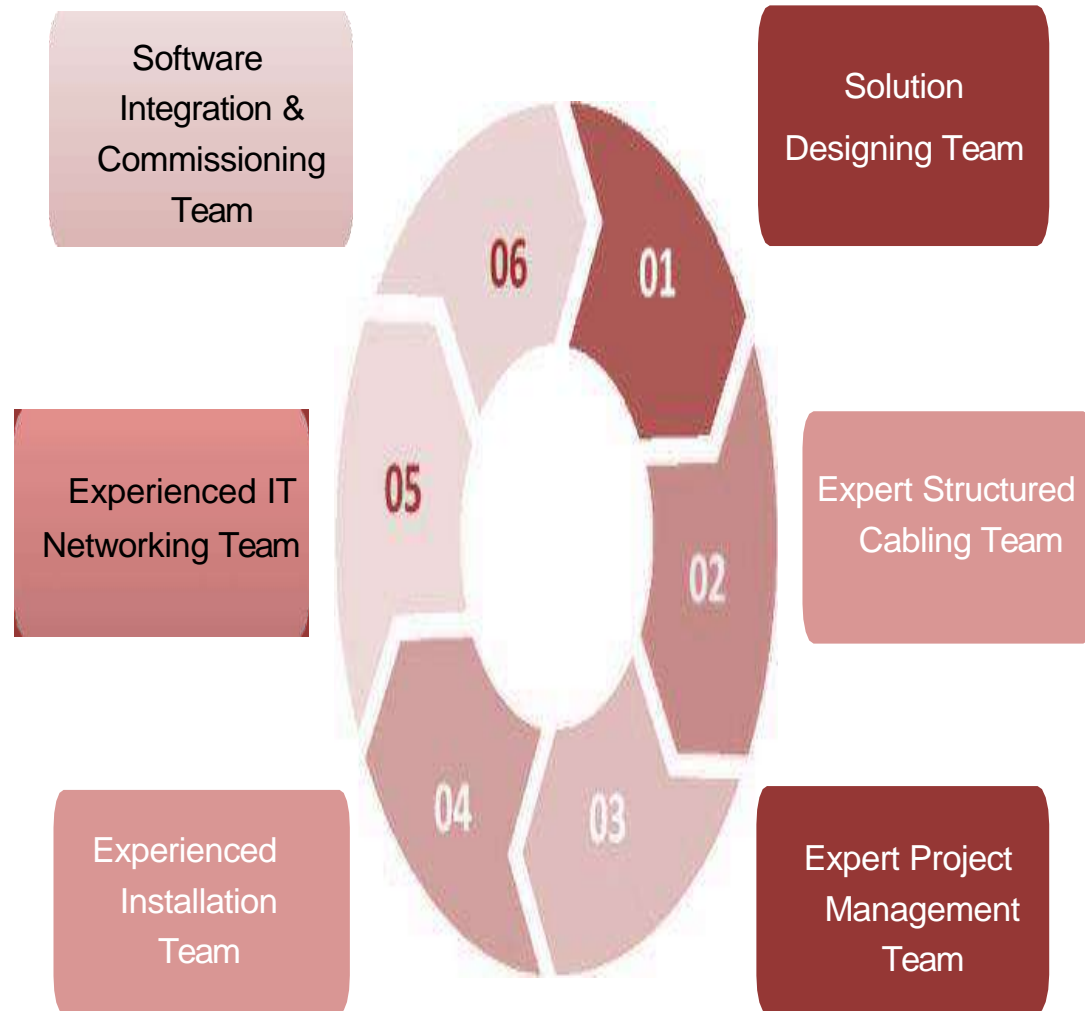 Software
Integration &
Commissioning
Team
Solution
Designing Team
06
01
Experienced IT
Networking Team
05
02
Expert Structured
Cabling Team
04
03
Experienced
Installation
Team
Expert Project
Management
Team